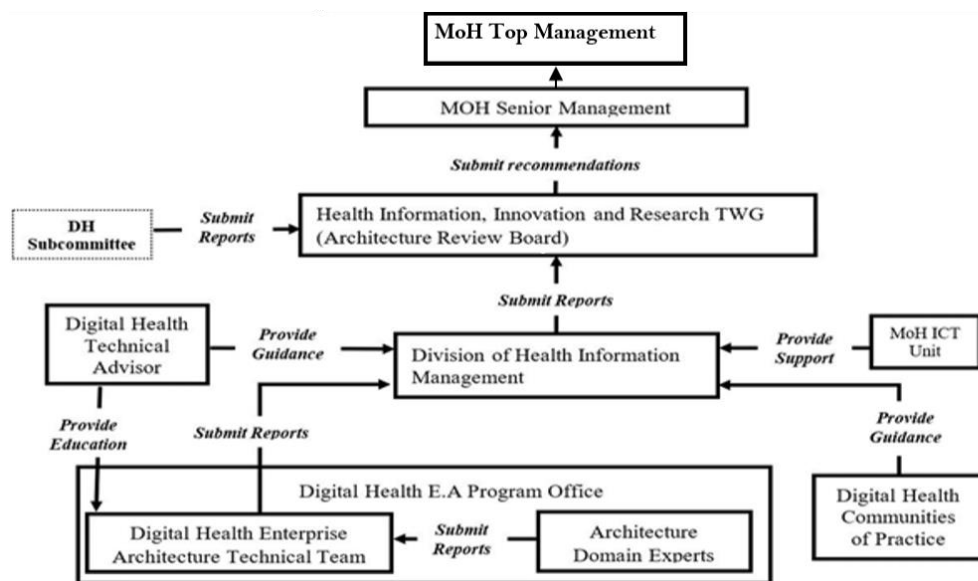 MoH Top Management
MOH Senior Management
Submit recommendations
Health Information, Innovation and Research TWG
(Architecture Review Board)
DH
Subcommittee
Submit
Reports
Submit Reports
Digital Health
Technical
Advisor
Provide
Guidance
Division of Health Information
Management
Provide
Support
MoH ICT
Unit
Provide
Education
Submit Reports
Provide
Guidance
Digital Health E.A Program Office
Digital Health Enterprise
Architecture Technical Team
Submit
Reports
Architecture
Domain Experts
Digital Health
Communities
of Practice